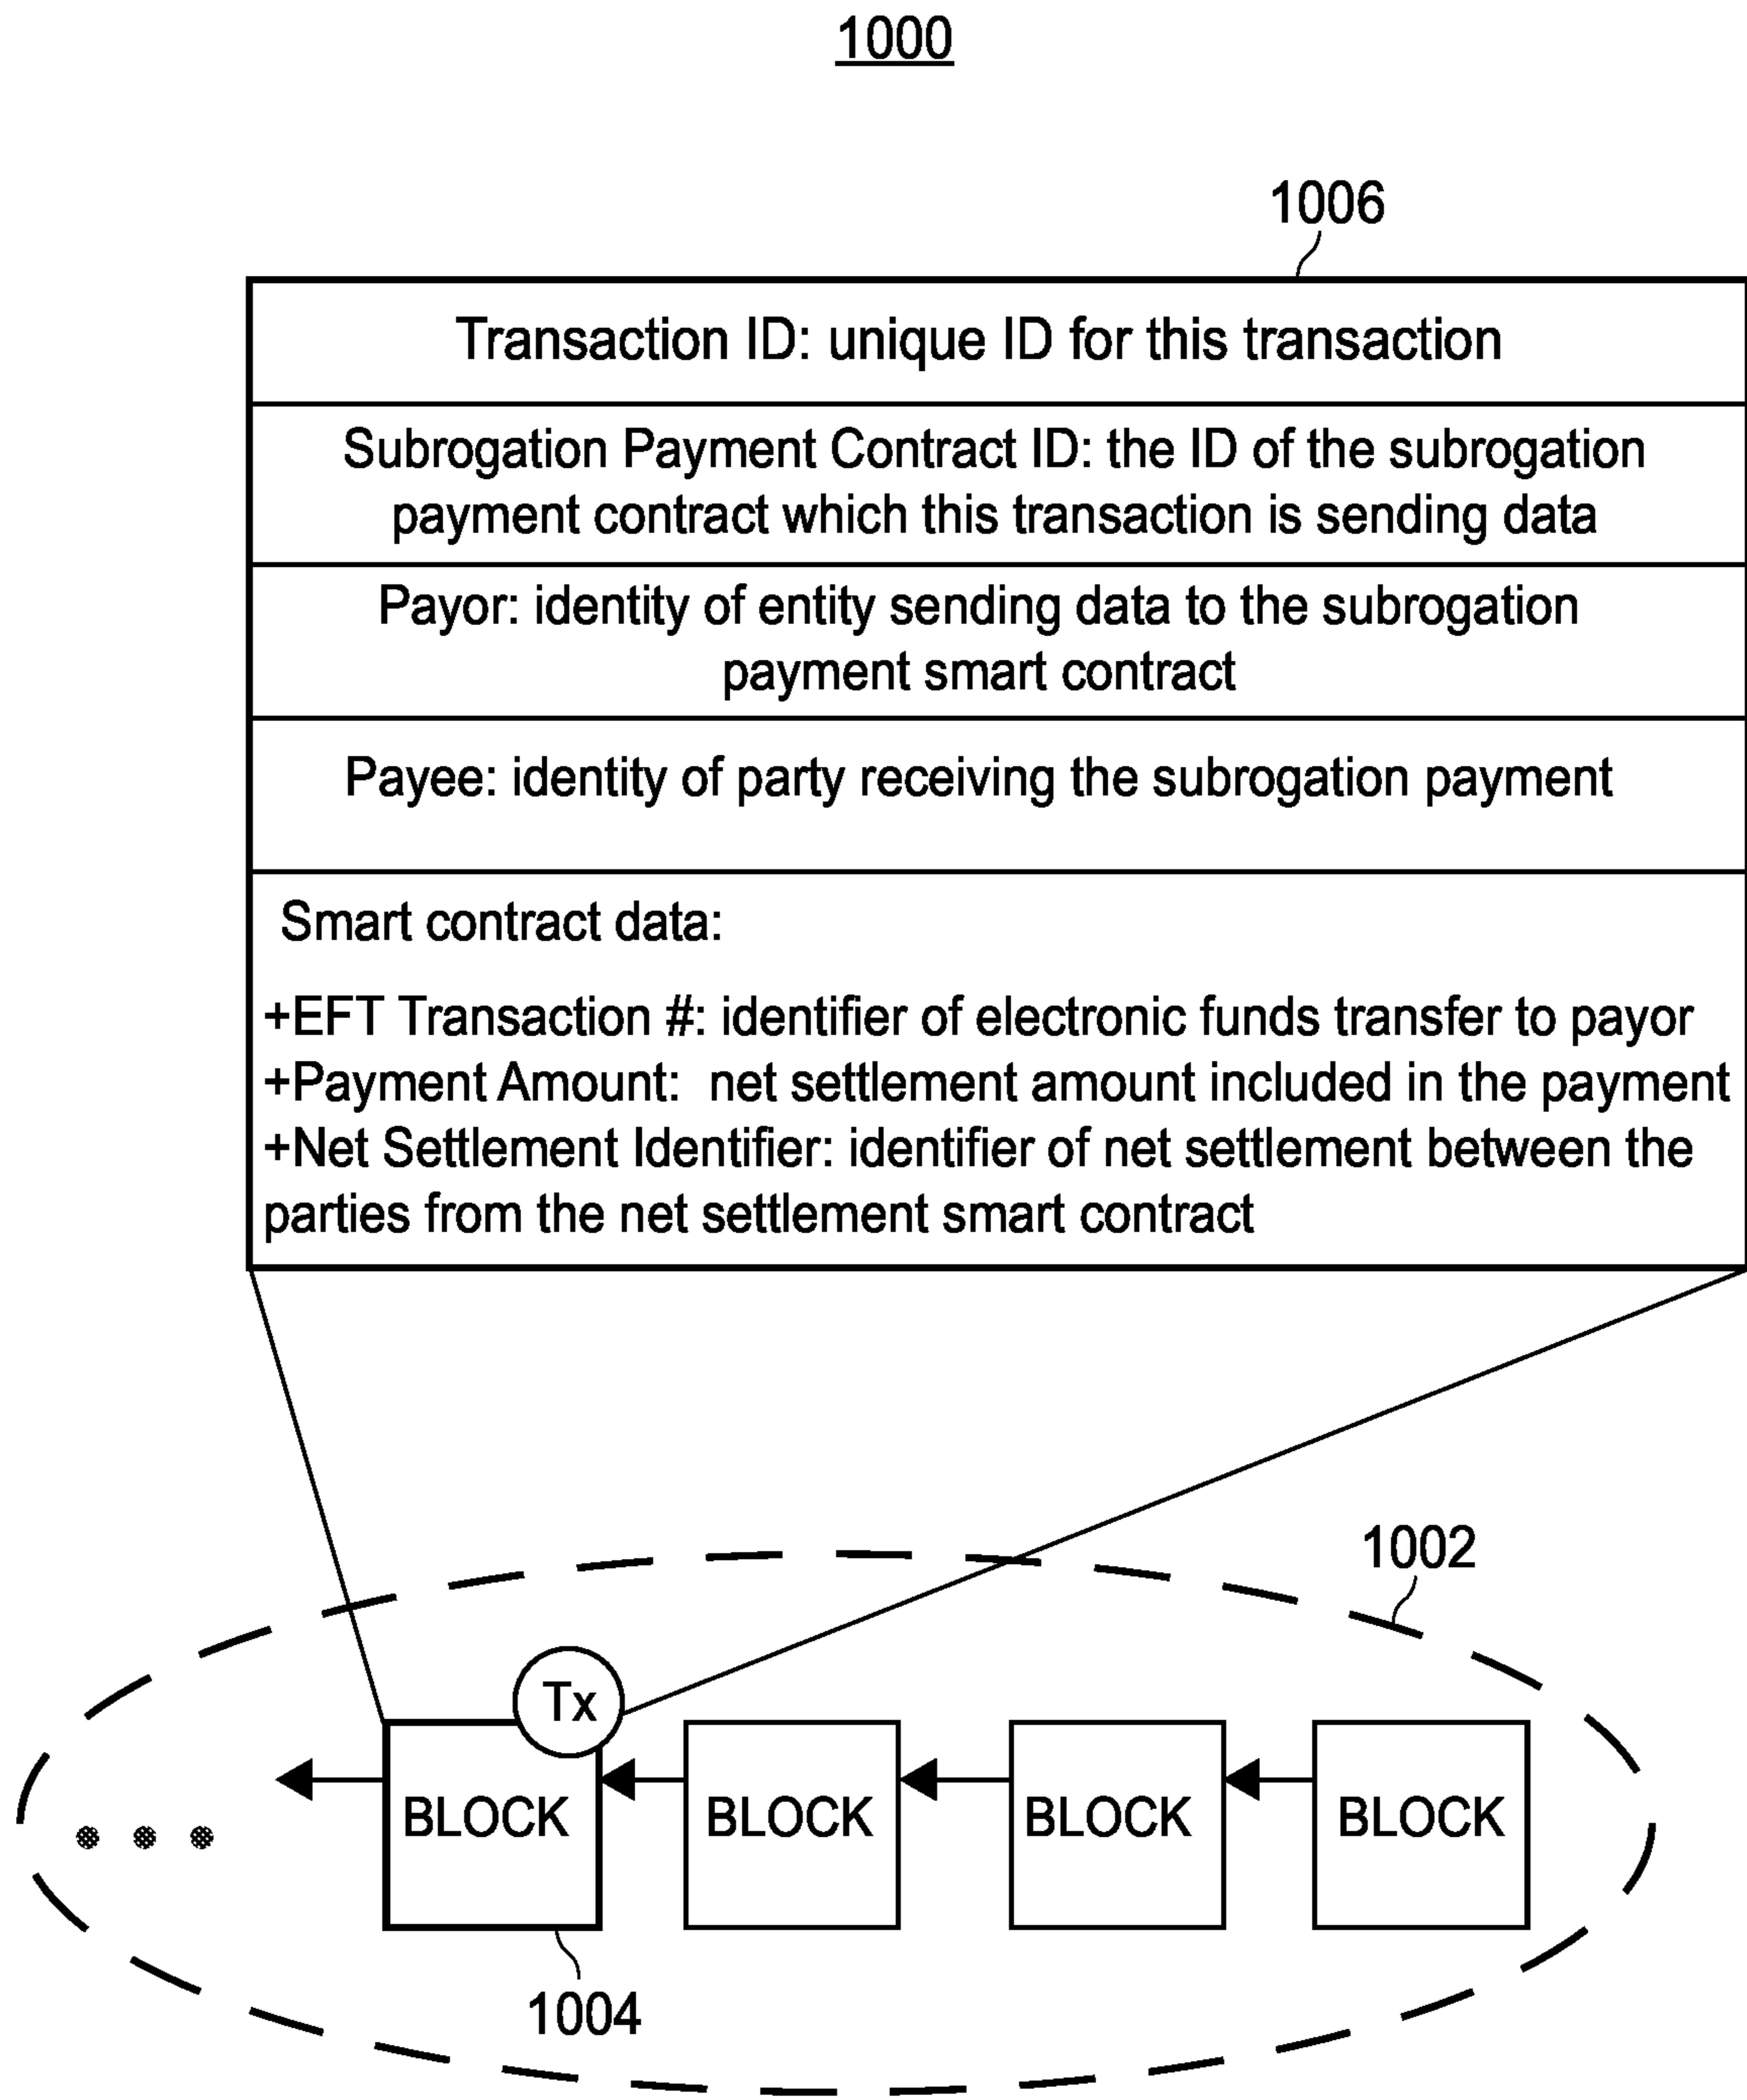 1000
1006
Transaction ID: unique ID for this transaction
Subrogation Payment Contract ID: the ID of the subrogation
payment contract which this transaction is sending data
Payor: identity of entity sending data to the subrogation
payment smart contract
Payee: identity of party receiving the subrogation payment
Smart contract data:
+EFT Transaction #: identifier of electronic funds transfer to payor
+Payment Amount: net settlement amount included in the payment
+Net Settlement Identifier: identifier of net settlement between the
parties from the net settlement smart contract
1002
Tx
BLOCK BLOCK BLOCK BLOCK
1004